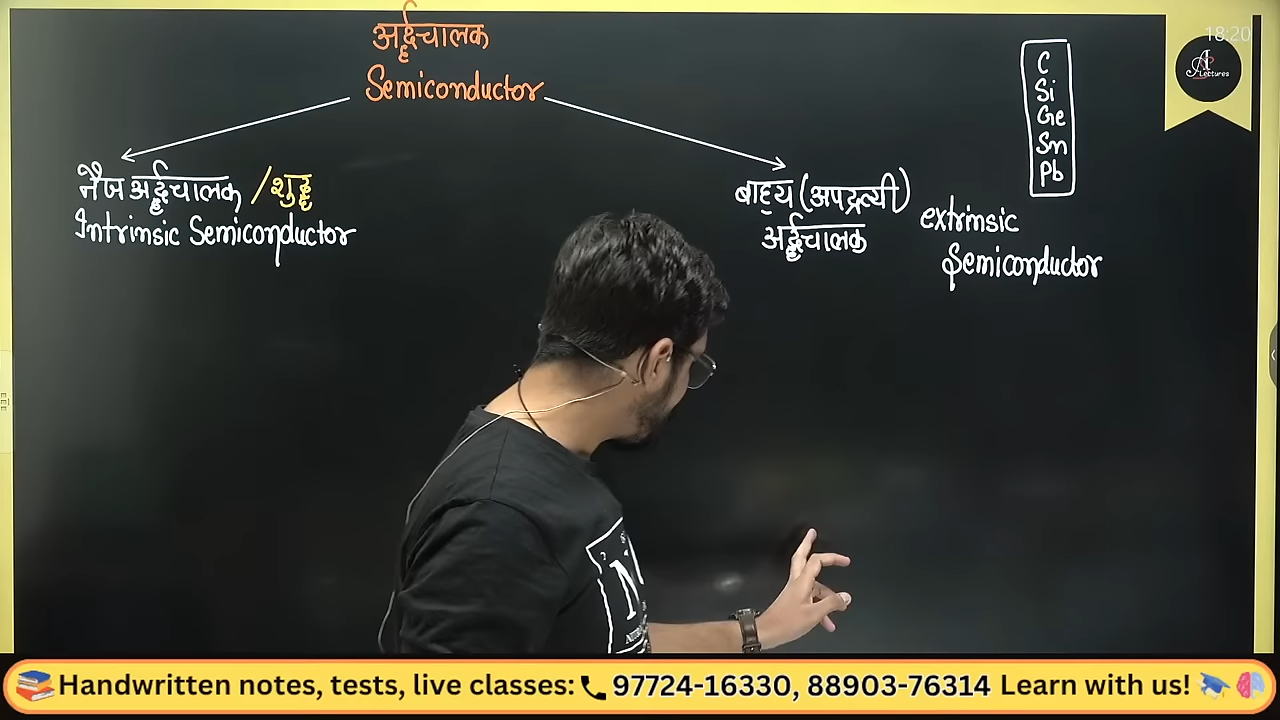 अर्द्धचालक
Semiconductor
18:20
A
Lectures
C
Si
Ge
Sn
Pb
नैज अर्द्धचालक / शुद्ध
Intrinsic Semiconductor
बाह्य (अपद्रव्यी)
अर्द्धचालक
extrinsic
Semiconductor
N
Handwritten notes, tests, live classes: 97724-16330, 88903-76314 Learn with us!